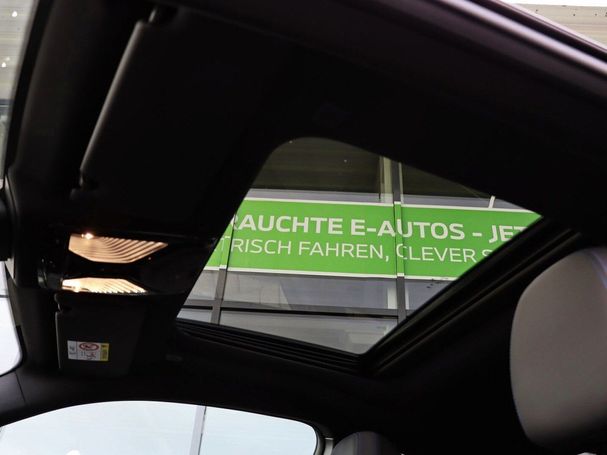 RAUCHTE E-AUTOS - JET
TRISCH FAHREN, CLEVER S